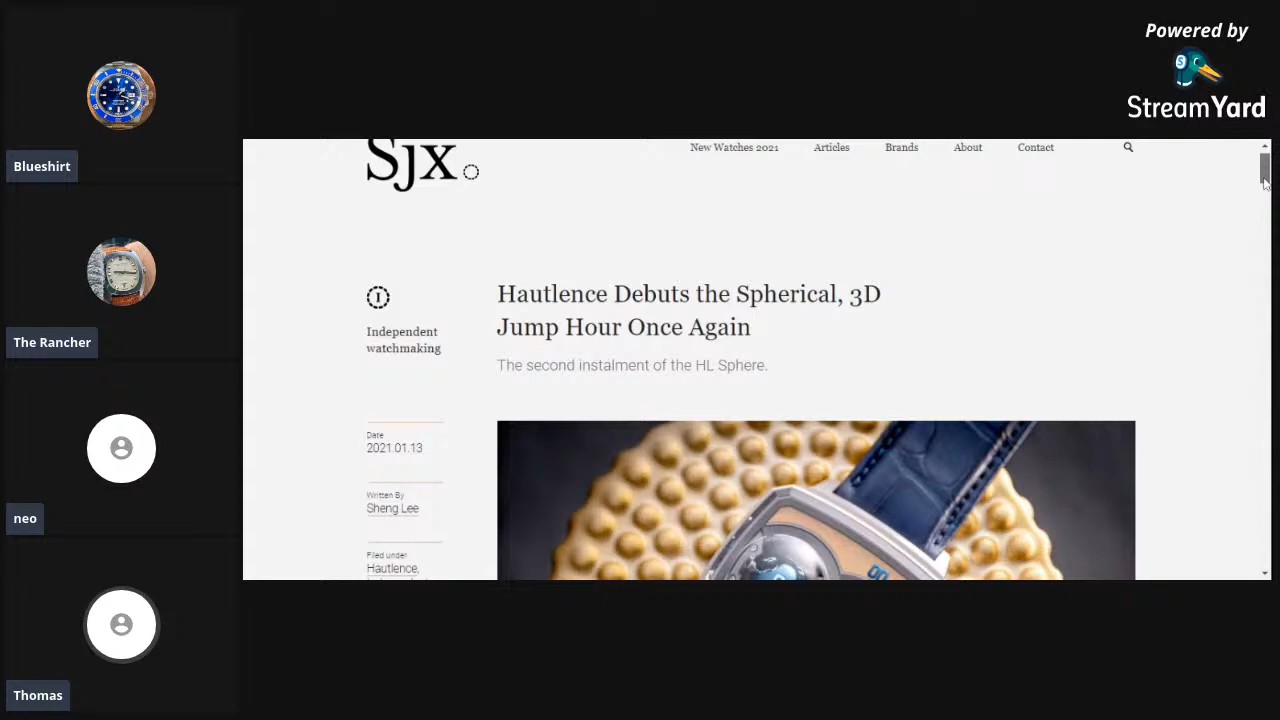 Powered by
StreamYard
Blueshirt
The Rancher
neo
Thomas
Sjx
New Watches 2021 Articles Brands About Contact
Independent
watchmaking
Hautlence Debuts the Spherical, 3D
Jump Hour Once Again
The second instalment of the HL Sphere.
Date
2021.01.13
Written By
Sheng Lee
Filed under
Hautlence,